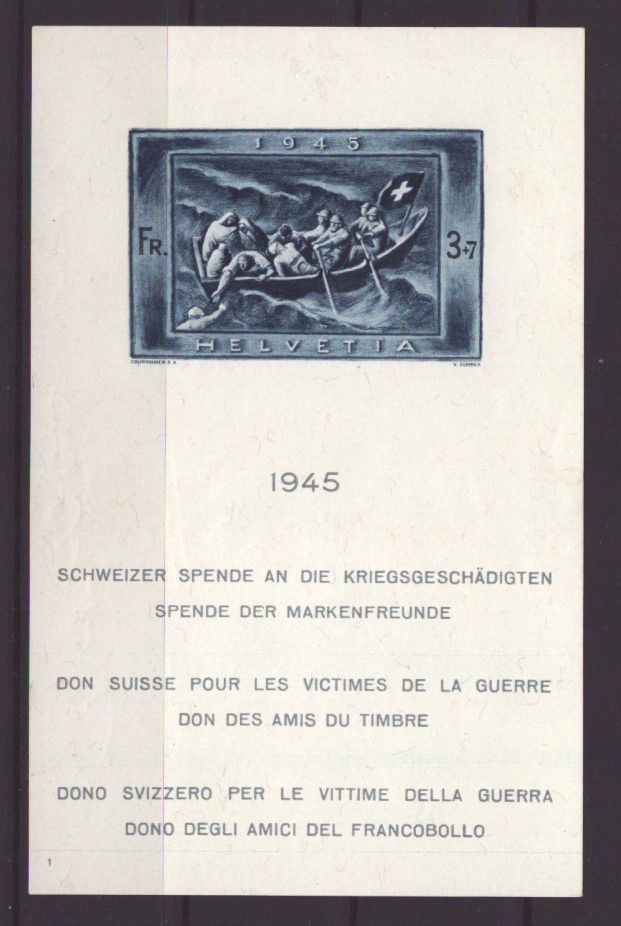 1945
FR. 3+7
HELVETIA
COURVOISIER S.A.
1945
SCHWEIZER SPENDE AN DIE KRIEGSGESCHÄDIGTEN
SPENDE DER MARKENFREUNDE
DON SUISSE POUR LES VICTIMES DE LA GUERRE
DON DES AMIS DU TIMBRE
DONO SVIZZERO PER LE VITTIME DELLA GUERRA
DONO DEGLI AMICI DEL FRANCOBOLLO
1